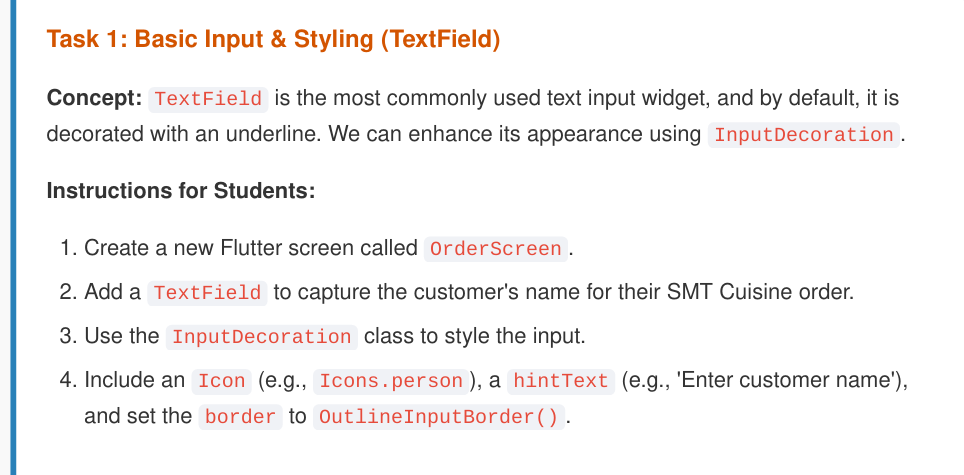 Task 1: Basic Input & Styling (TextField)
Concept: TextField is the most commonly used text input widget, and by default, it is
decorated with an underline. We can enhance its appearance using InputDecoration.
Instructions for Students:
1. Create a new Flutter screen called OrderScreen.
2. Add a TextField to capture the customer's name for their SMT Cuisine order.
3. Use the InputDecoration class to style the input.
4. Include an Icon (e.g., Icons.person), a hintText (e.g., 'Enter customer name'),
and set the border to OutlineInputBorder().